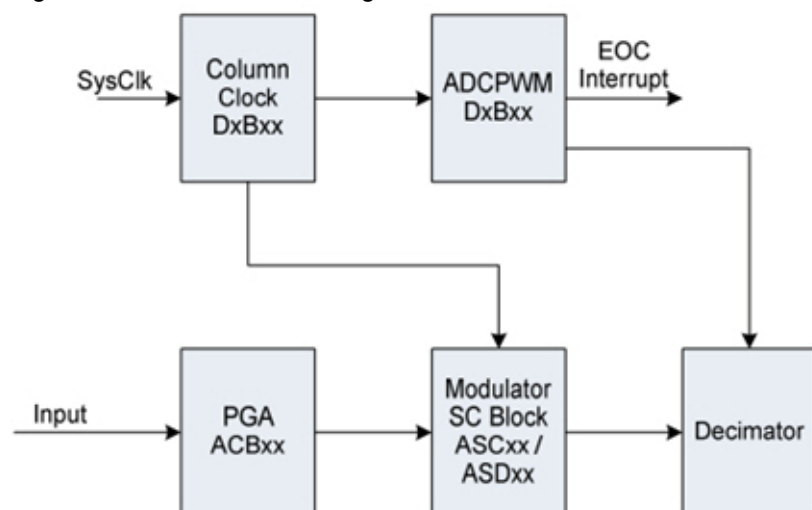 SysClk
Column
Clock
DxBxx
ADCPWM
DxBxx
EOC
Interrupt
Input
PGA
ACBxx
Modulator
SC Block
ASCxx /
ASDxx
Decimator